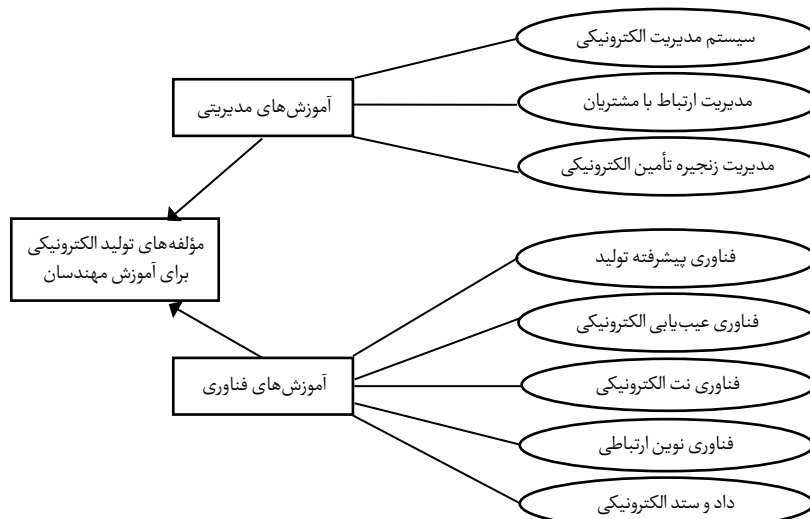 سیستم مدیریت الکترونیکی
آموزش‌های مدیریتی
مدیریت ارتباط با مشتریان
مدیریت زنجیره تأمین الکترونیکی
مؤلفه‌های تولید الکترونیکی
برای آموزش مهندسان
فناوری پیشرفته تولید
فناوری عیب‌یابی الکترونیکی
آموزش‌های فناوری
فناوری نت الکترونیکی
فناوری نوین ارتباطی
داد و ستد الکترونیکی